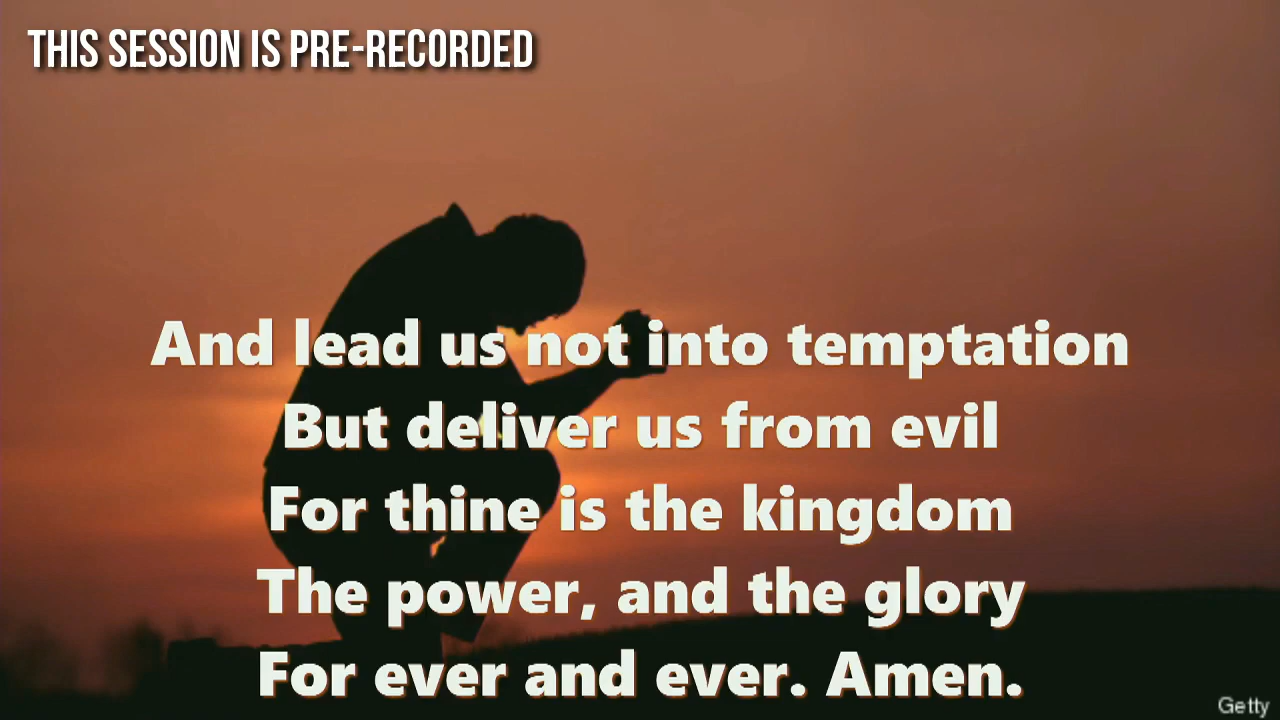 THIS SESSION IS PRE-RECORDED
And lead us not into temptation
But deliver us from evil
For thine is the kingdom
The power, and the glory
For ever and ever. Amen.
Getty